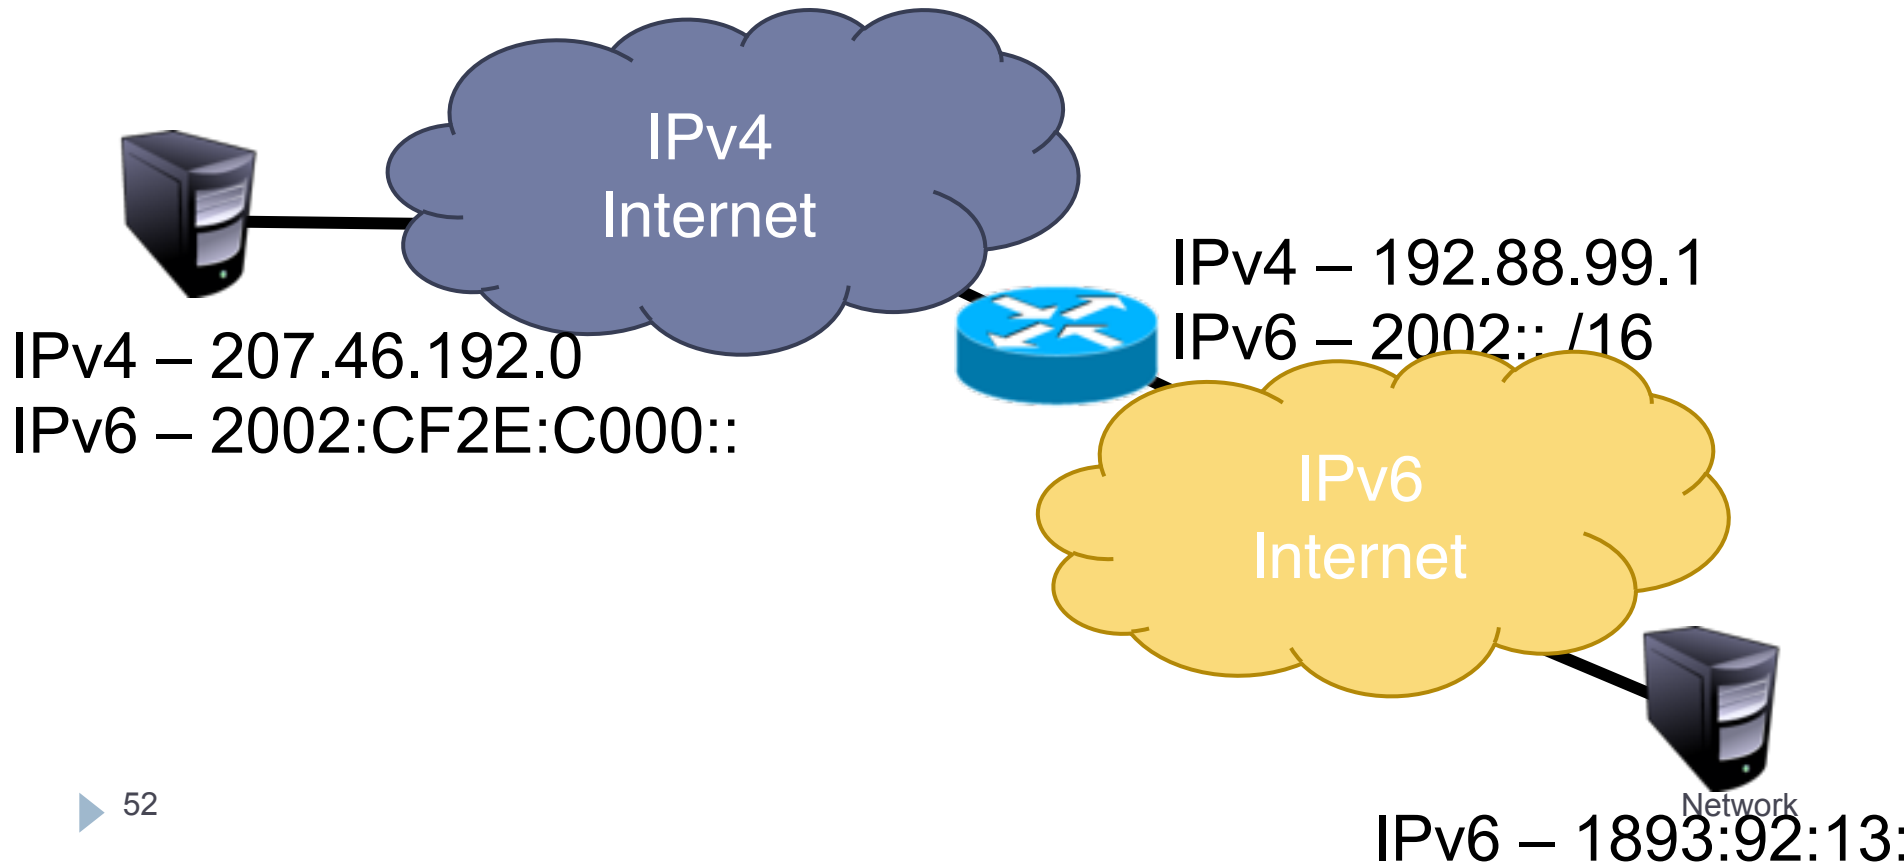 IPv4
Internet
IPv4 – 192.88.99.1
IPv6 – 2002:: /16
IPv4 – 207.46.192.0
IPv6 – 2002:CF2E:C000::
IPv6
Internet
52
Network
IPv6 – 1893:92:13: